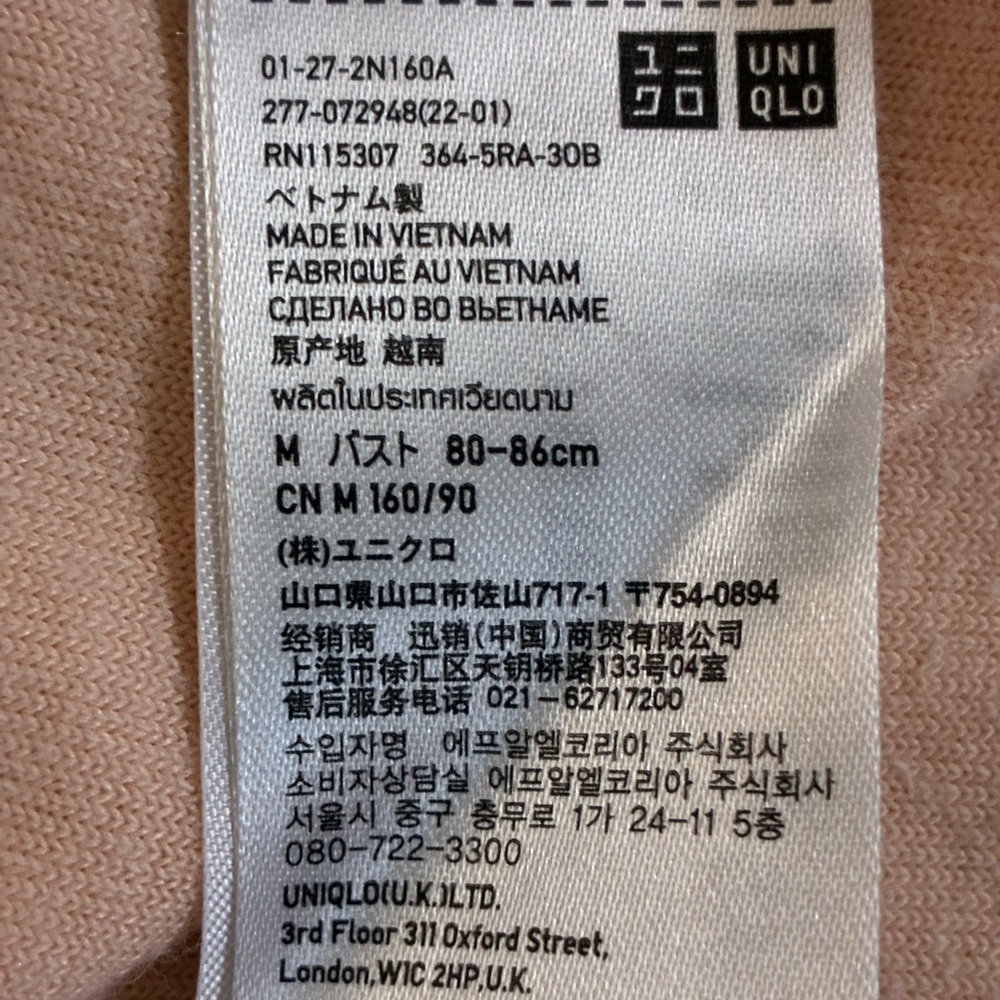 ユニクロ
UNIQLO
01-27-2N160A
277-072948(22-01)
RN115307 364-5RA-30B
ベトナム製
MADE IN VIETNAM
FABRIQUÉ AU VIETNAM
СДЕЛАНО ВО ВЬЕТНАМЕ
原产地 越南
ผลิตในประเทศเวียดนาม
M バスト 80-86cm
CN M 160/90
(株)ユニクロ
山口県山口市佐山717-1 〒754-0894
经销商 迅销(中国)商贸有限公司
上海市徐汇区天钥桥路133号04室
售后服务电话 021-62717200
수입자명 에프알엘코리아 주식회사
소비자상담실 에프알엘코리아 주식회사
서울시 중구 충무로 1가 24-11 5층
080-722-3300
UNIQLO(U.K.)LTD.
3rd Floor 311 Oxford Street,
London,W1C 2HP,U.K.